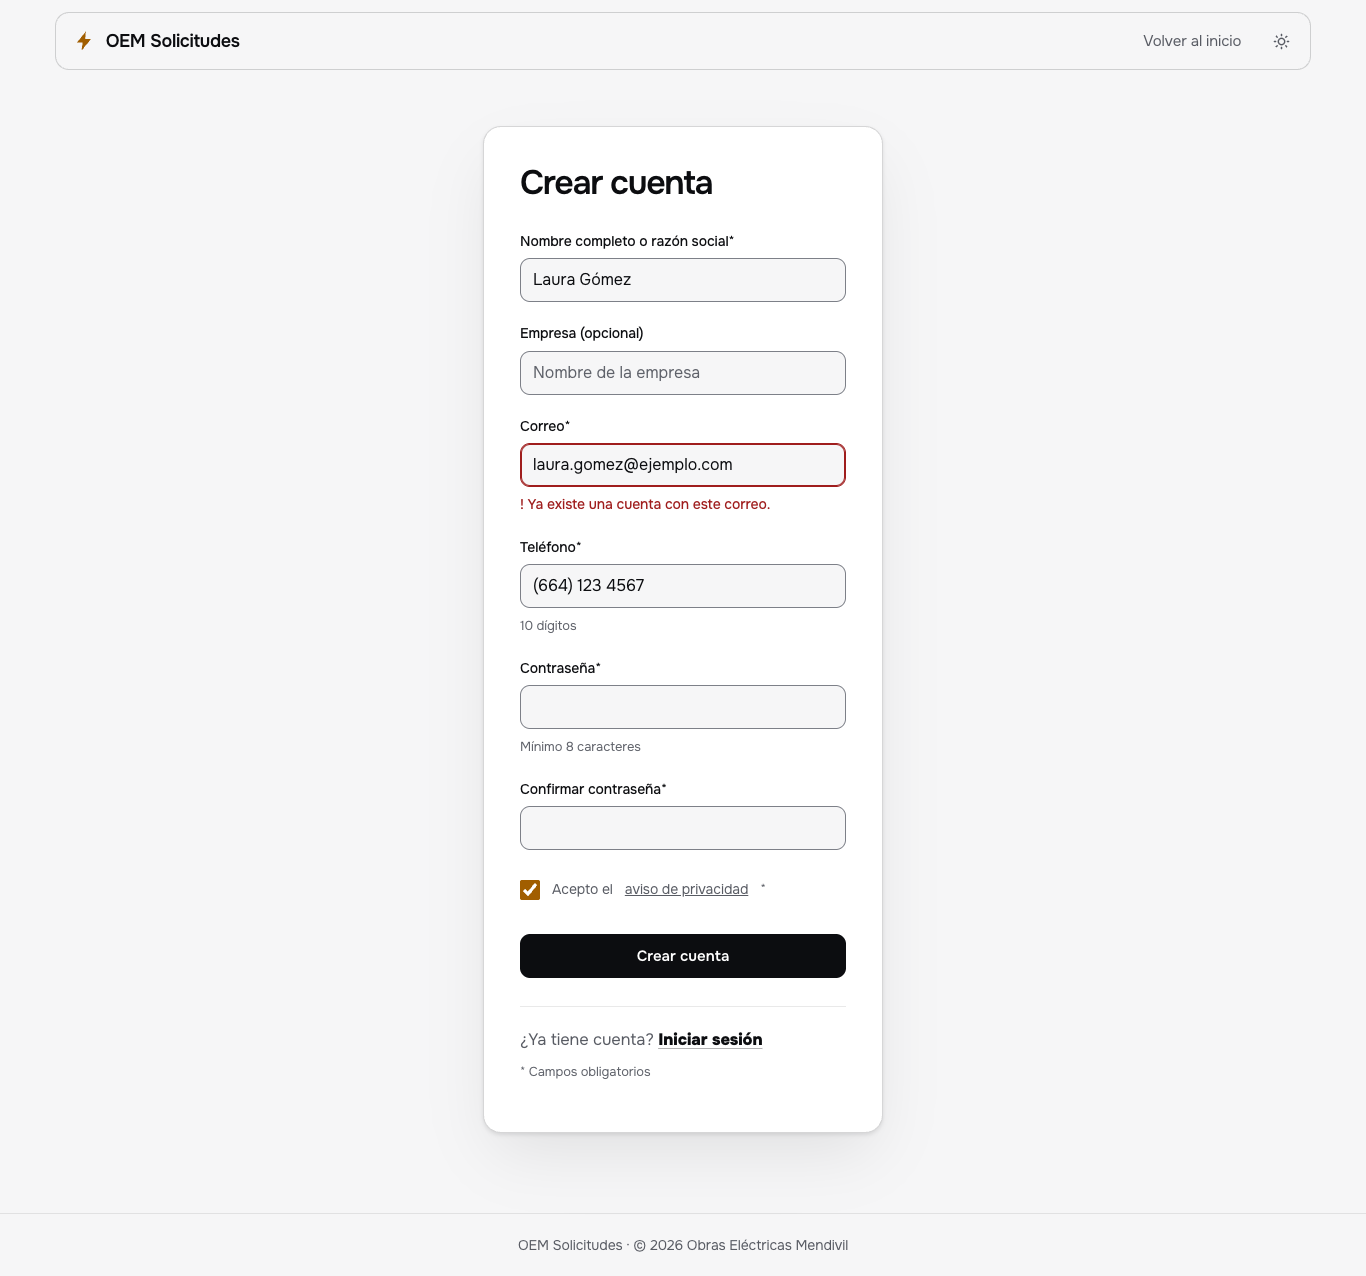 OEM Solicitudes
Volver al inicio
Crear cuenta
Nombre completo o razón social*
Laura Gómez
Empresa (opcional)
Nombre de la empresa
Correo*
laura.gomez@ejemplo.com
! Ya existe una cuenta con este correo.
Teléfono*
(664) 123 4567
10 dígitos
Contraseña*
Mínimo 8 caracteres
Confirmar contraseña*
Acepto el aviso de privacidad *
Crear cuenta
¿Ya tiene cuenta? Iniciar sesión
* Campos obligatorios
OEM Solicitudes · © 2026 Obras Eléctricas Mendivil